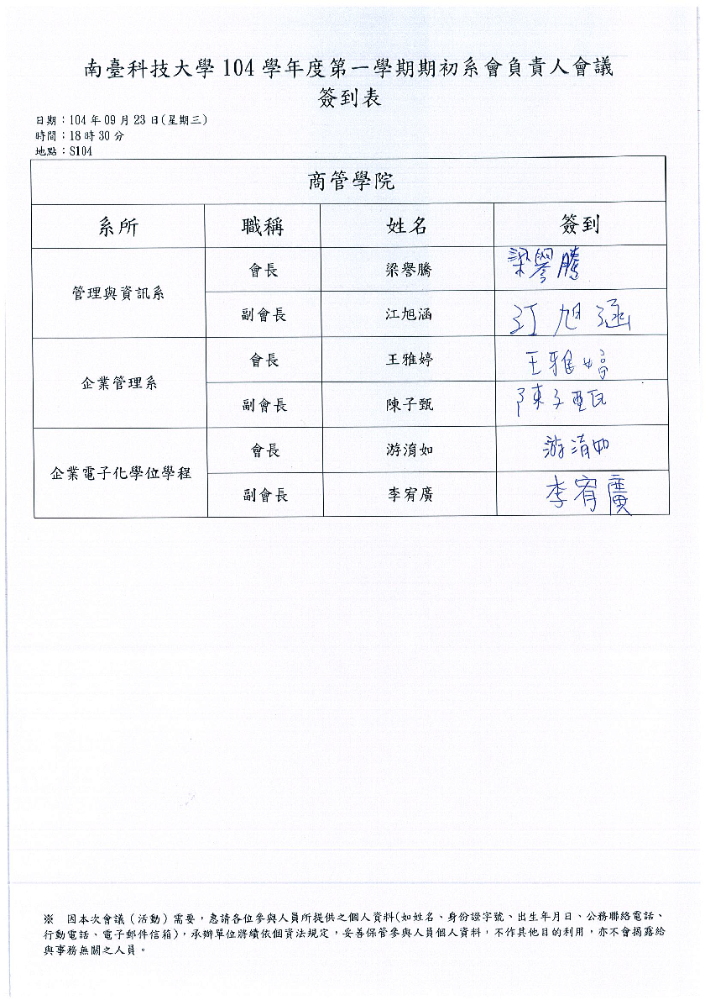 南臺科技大學 104 學年度第一學期期初系會負責人會議
簽到表
日期：104 年 09 月 23 日(星期三)
時間：18 時 30 分
地點：S104
商管學院
系所 職稱 姓名 簽到
管理與資訊系 會長 梁譽騰 梁譽騰
副會長 江旭涵 江旭涵
企業管理系 會長 王雅婷 王雅婷
副會長 陳子甄 陳子甄
企業電子化學位學程 會長 游淯如 游淯如
副會長 李宥廣 李宥廣
※ 因本次會議（活動）需要，惠請各位參與人員所提供之個人資料(如姓名、身份證字號、出生年月日、公務聯絡電話、
行動電話、電子郵件信箱)，承辦單位將續依個資法規定，妥善保管參與人員個人資料，不作其他目的利用，亦不會揭露給
與事務無關之人員。